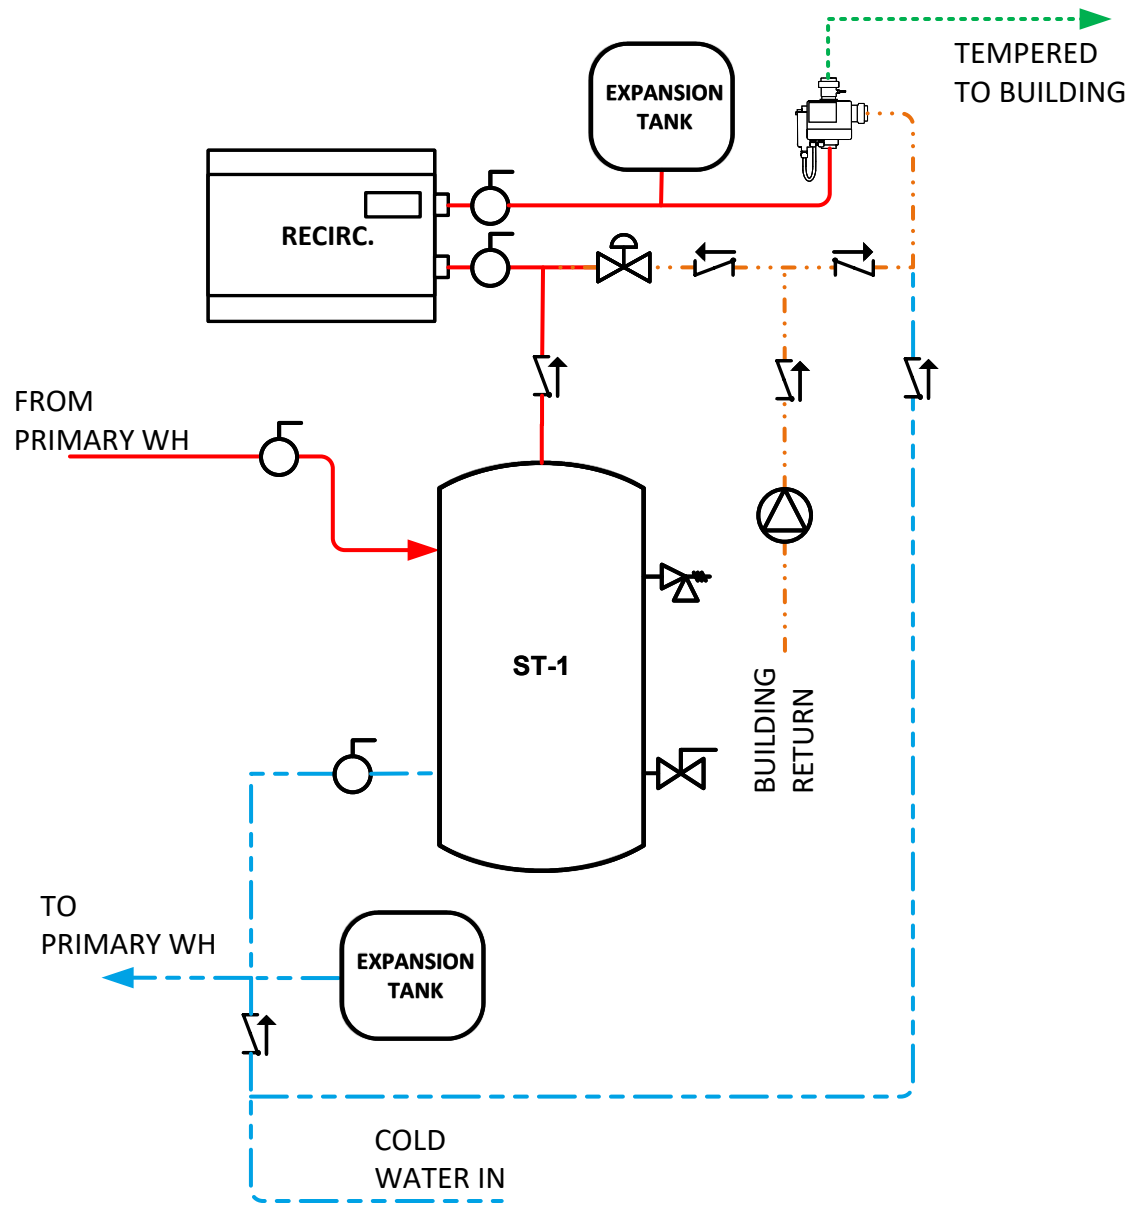 TEMPERED
TO BUILDING
EXPANSION
TANK
RECIRC.
FROM
PRIMARY WH
ST-1
BUILDING
RETURN
TO
PRIMARY WH
EXPANSION
TANK
COLD
WATER IN